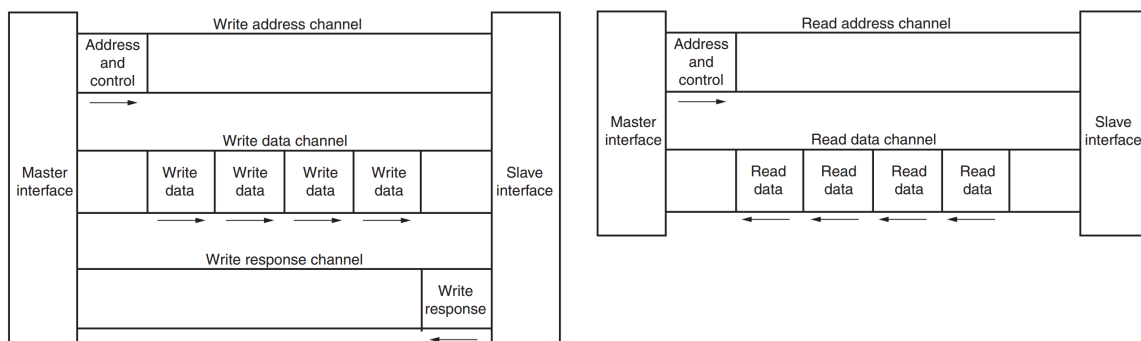 Write address channel
Address
and
control
Write data channel
Master
interface
Write
data
Write
data
Write
data
Write
data
Slave
interface
Write response channel
Write
response
Read address channel
Address
and
control
Master
interface
Read data channel
Read
data
Read
data
Read
data
Read
data
Slave
interface